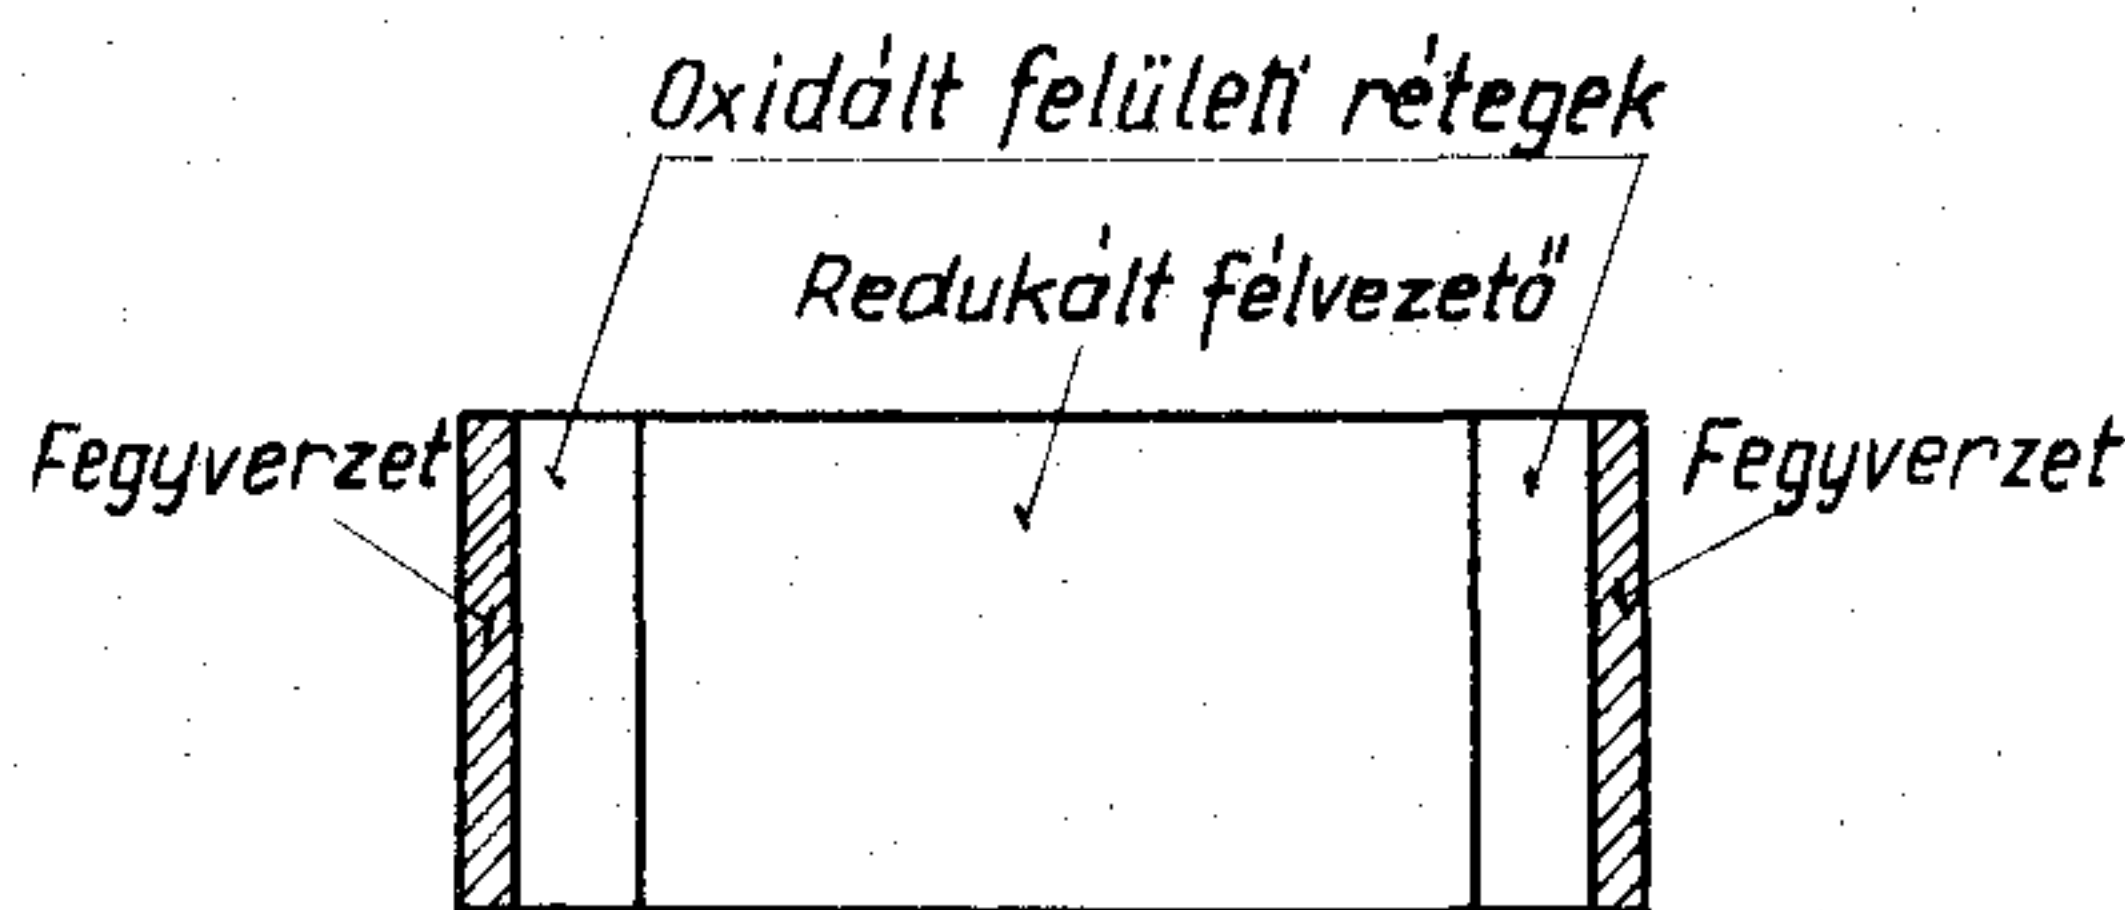 Oxidált felületi rétegek
Redukált félvezető
Fegyverzet
Fegyverzet